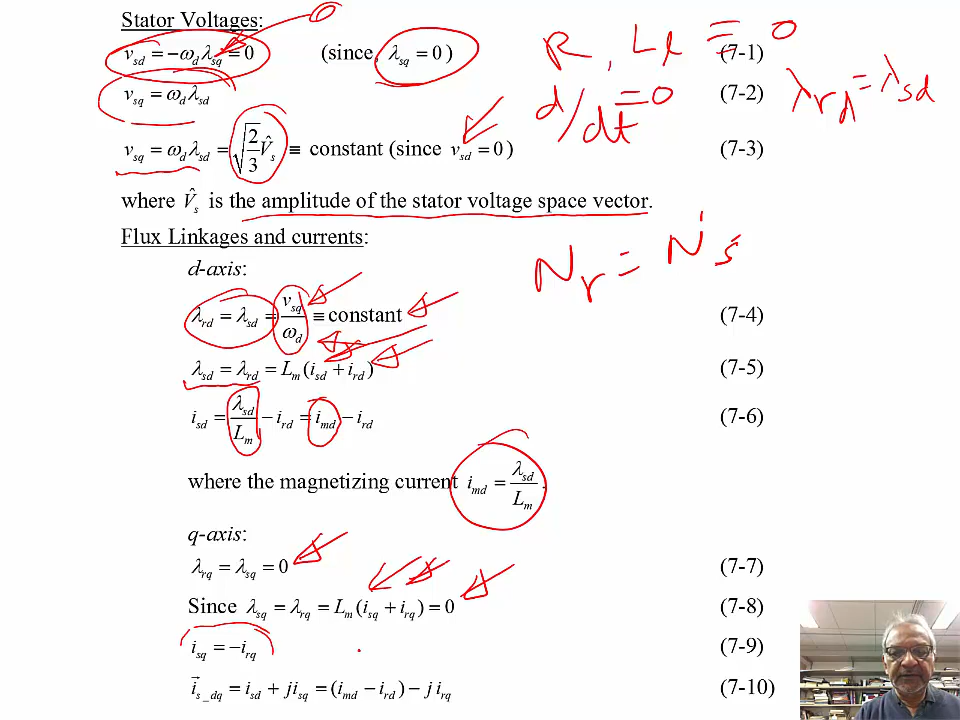 Stator Voltages: 0
v_sd = −ω_d λ_sq = 0 (since λ_sq = 0 ) (7-1)
R, Ll = 0
v_sq = ω_d λ_sd (7-2)
d/dt = 0 λ_rd = λ_sd
v_sq = ω_d λ_sd = √(2/3) V̂_s ≡ constant (since v_sd = 0 ) (7-3)
where V̂_s is the amplitude of the stator voltage space vector.
Flux Linkages and currents:
N_r = N_s
d-axis:
λ_rd = λ_sd = v_sq/ω_d ≡ constant (7-4)
λ_sd = λ_rd = L_m (i_sd + i_rd) (7-5)
i_sd = λ_sd/L_m − i_rd = i_md − i_rd (7-6)
where the magnetizing current i_md = λ_sd/L_m.
q-axis:
λ_rq = λ_sq = 0 (7-7)
Since λ_sq = λ_rq = L_m (i_sq + i_rq) = 0 (7-8)
i_sq = −i_rq (7-9)
i⃗_s_dq = i_sd + ji_sq = (i_md − i_rd) − j i_rq (7-10)